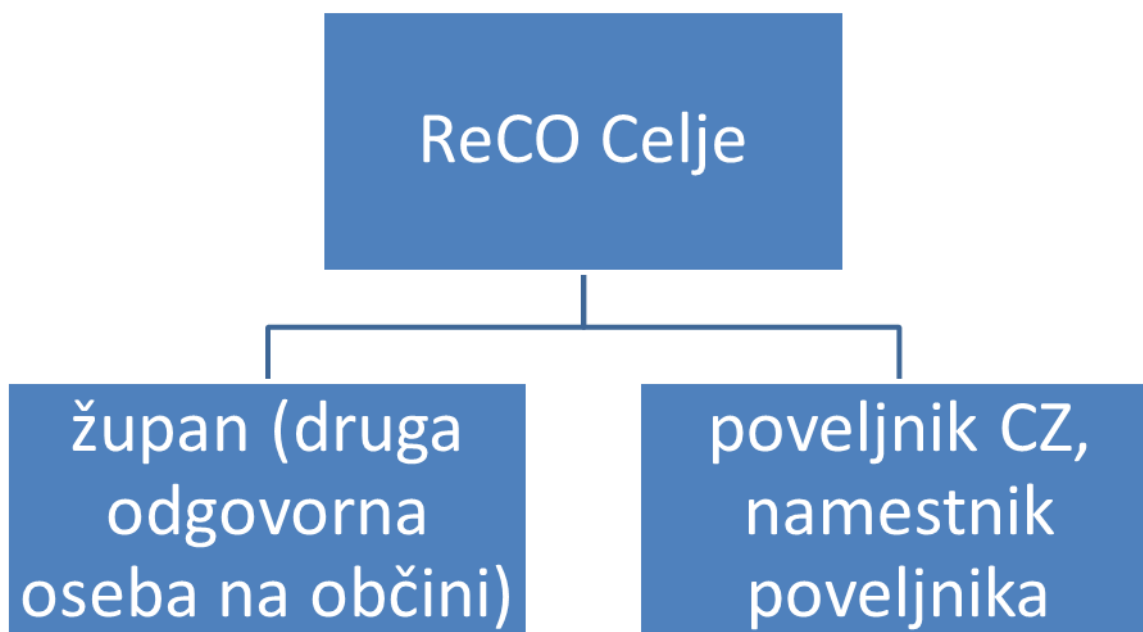 ReCO Celje
župan (druga
odgovorna
oseba na občini)
poveljnik CZ,
namestnik
poveljnika